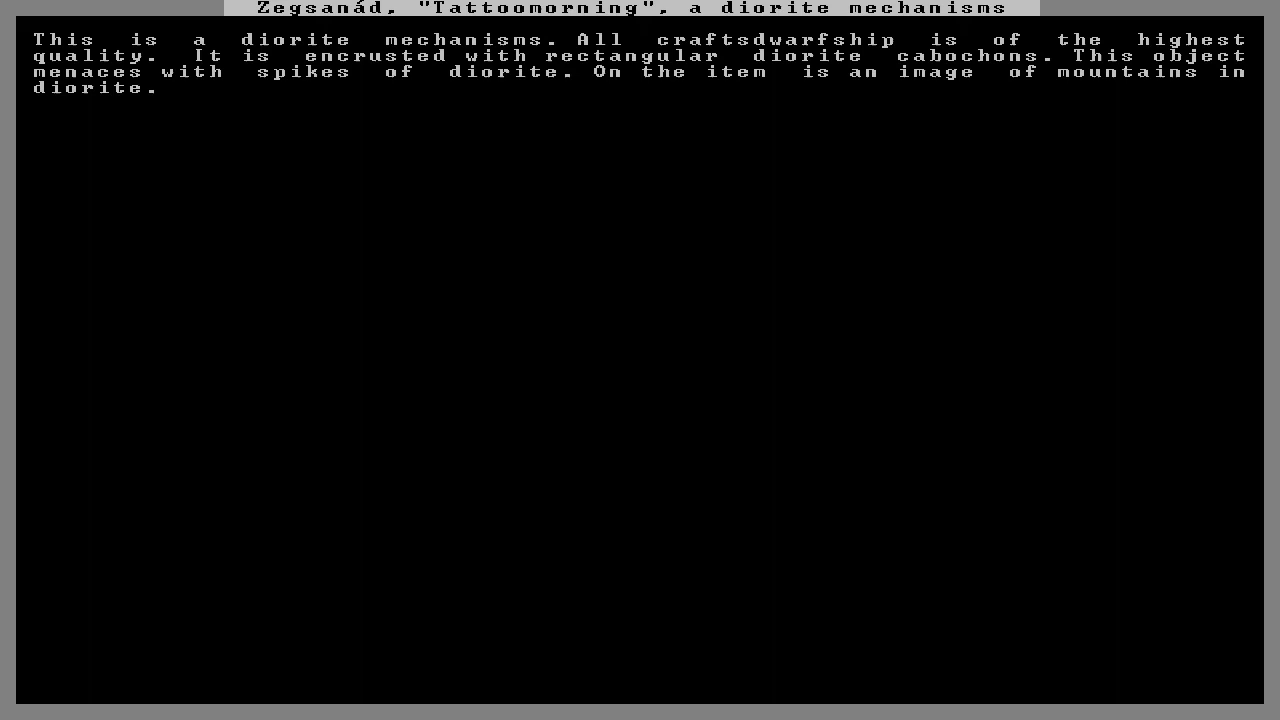 Zegsanád, "Tattoomorning", a diorite mechanisms
This is a diorite mechanisms. All craftsdwarfship is of the highest
quality. It is encrusted with rectangular diorite cabochons. This object
menaces with spikes of diorite. On the item is an image of mountains in
diorite.